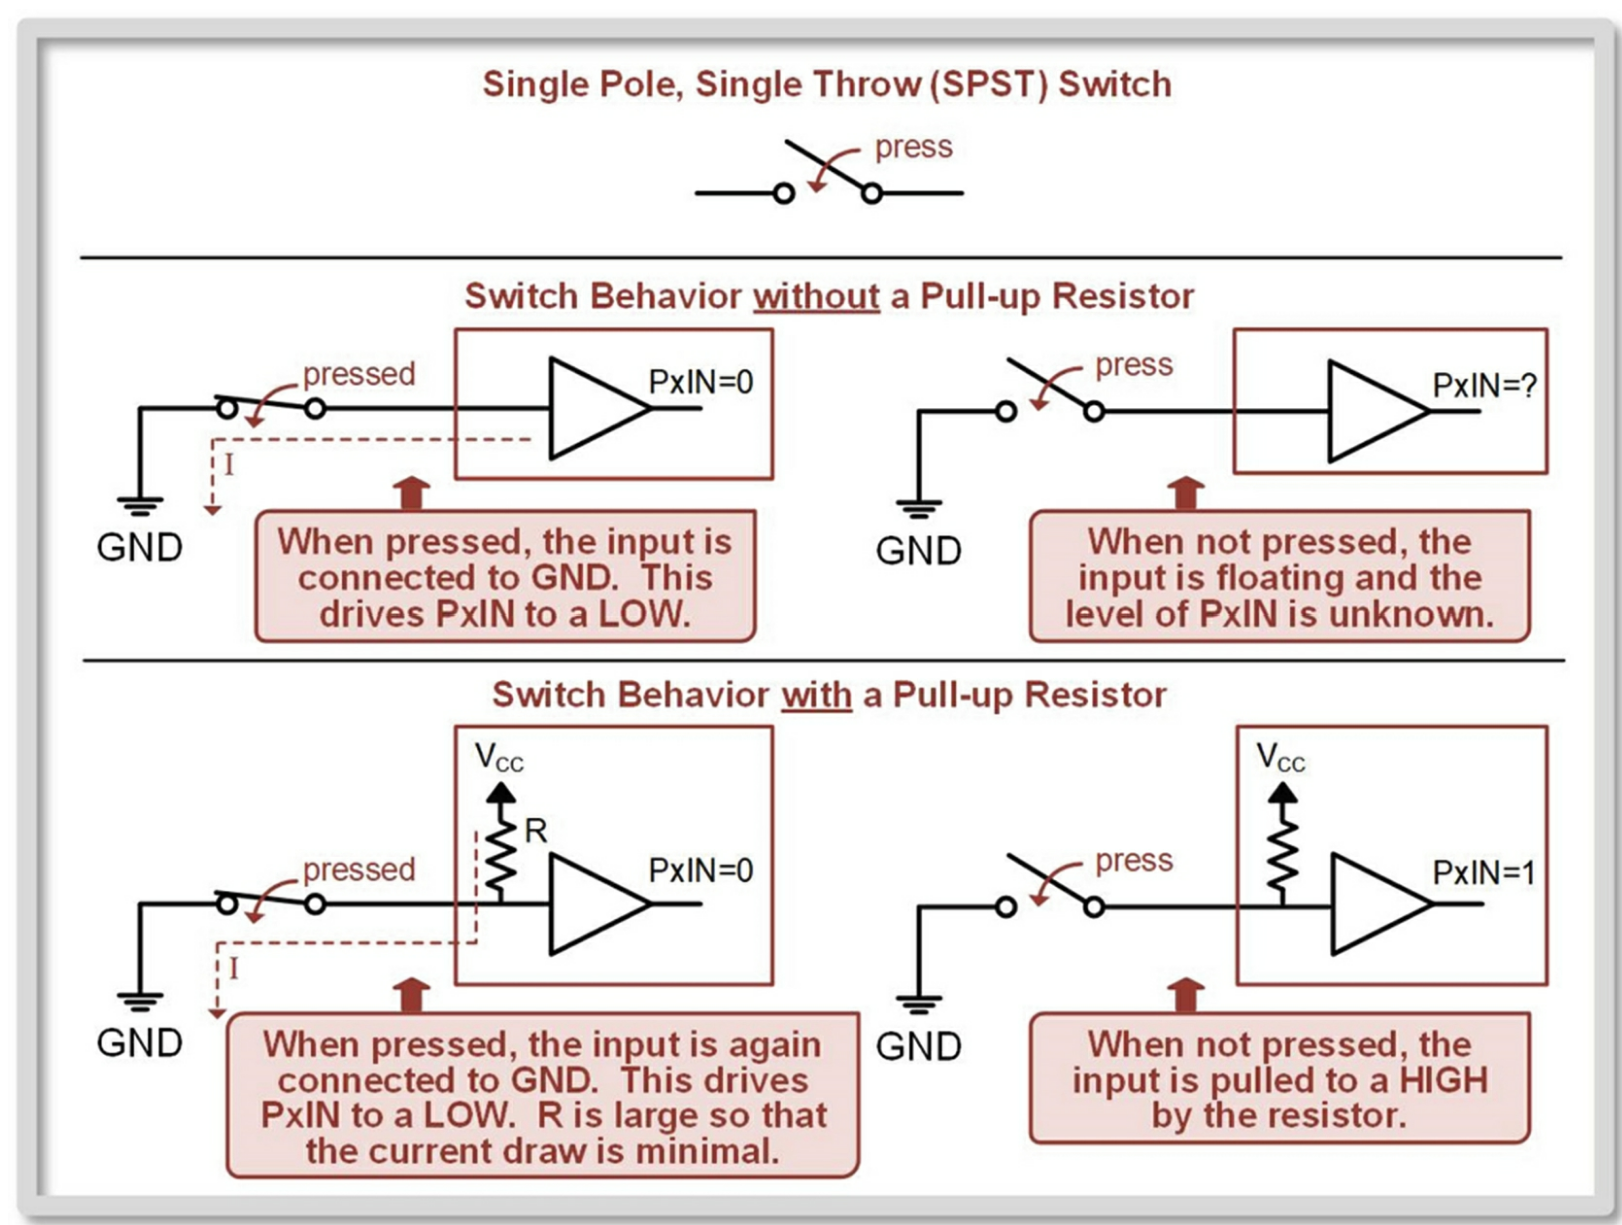 Single Pole, Single Throw (SPST) Switch
press
Switch Behavior without a Pull-up Resistor
pressed
PxIN=0
I
GND
When pressed, the input is
connected to GND. This
drives PxIN to a LOW.
press
PxIN=?
GND
When not pressed, the
input is floating and the
level of PxIN is unknown.
Switch Behavior with a Pull-up Resistor
VCC
R
pressed
PxIN=0
I
GND
When pressed, the input is again
connected to GND. This drives
PxIN to a LOW. R is large so that
the current draw is minimal.
VCC
press
PxIN=1
GND
When not pressed, the
input is pulled to a HIGH
by the resistor.